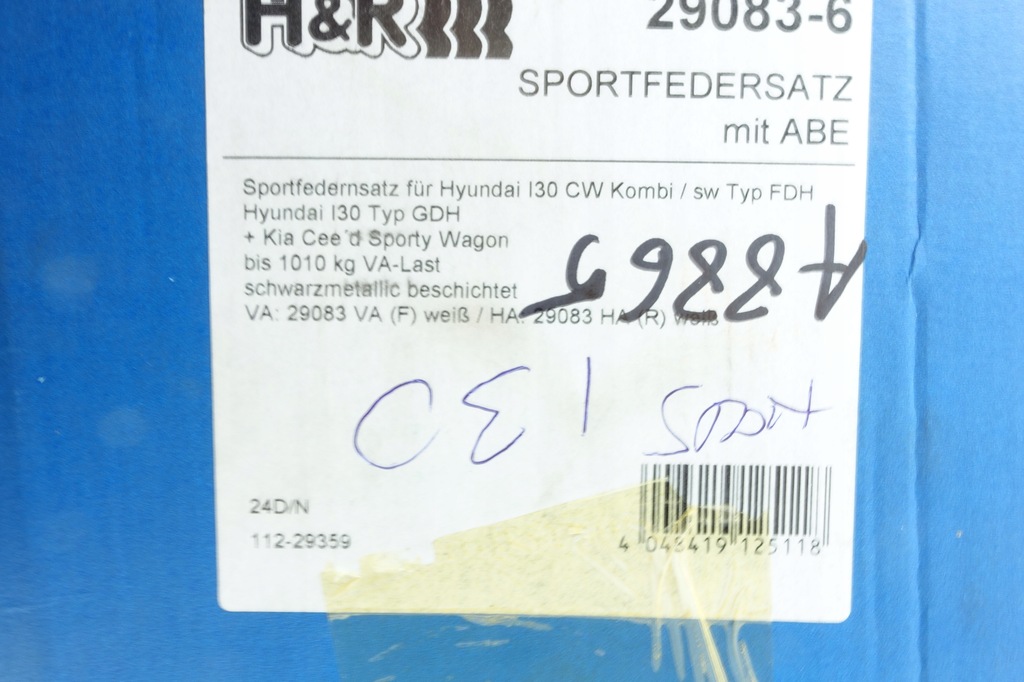 H&R
29083-6
SPORTFEDERSATZ
mit ABE
Sportfedernsatz für Hyundai I30 CW Kombi / sw Typ FDH
Hyundai I30 Typ GDH
+ Kia Cee´d Sporty Wagon
bis 1010 kg VA-Last
schwarzmetallic beschichtet
VA: 29083 VA (F) weiß / HA: 29083 HA (R) weiß
A8865
I 30
24D/N
112-29359
4 043419 125118